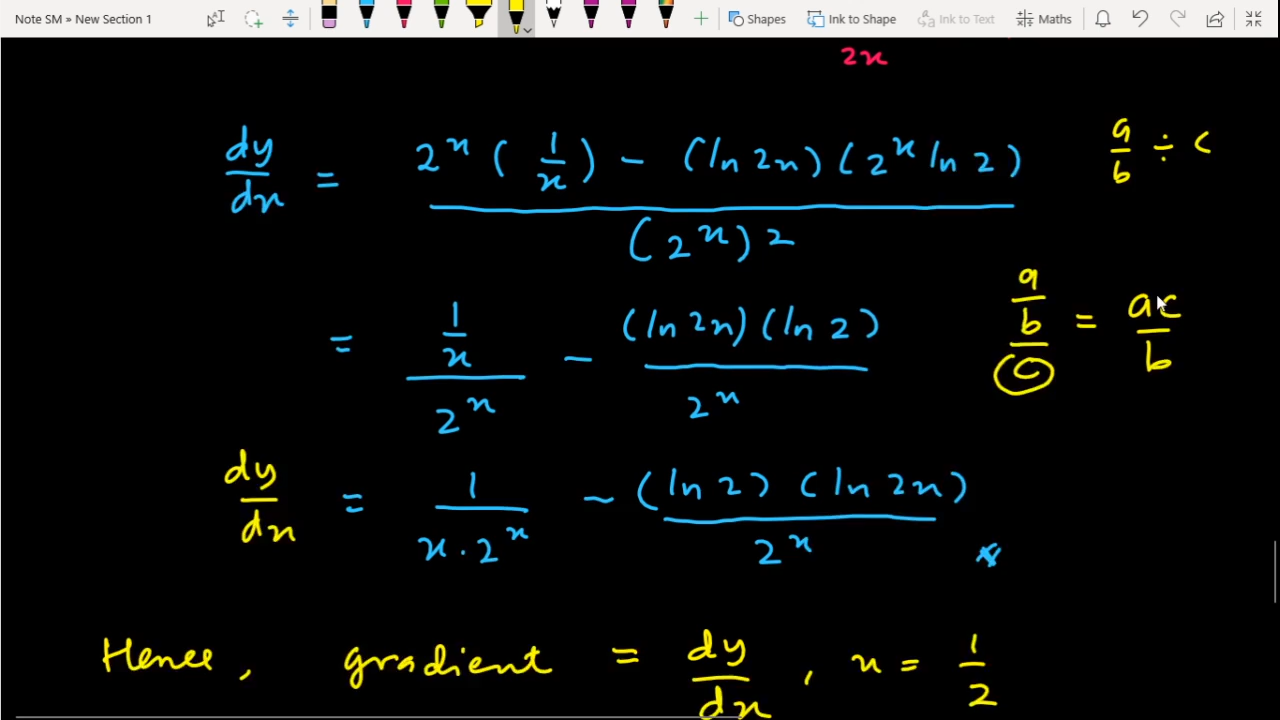 Note SM » New Section 1 Shapes Ink to Shape Ink to Text Maths
2x
dy/dx = (2^x (1/x) - (ln 2x)(2^x ln 2)) / (2^x)2
a/b ÷ c
= (1/x)/2^x - (ln 2x)(ln 2)/2^x
(a/b)/c = ac/b
dy/dx = 1/(x · 2^x) - (ln 2)(ln 2x)/2^x
Hence, gradient = dy/dx, x = 1/2